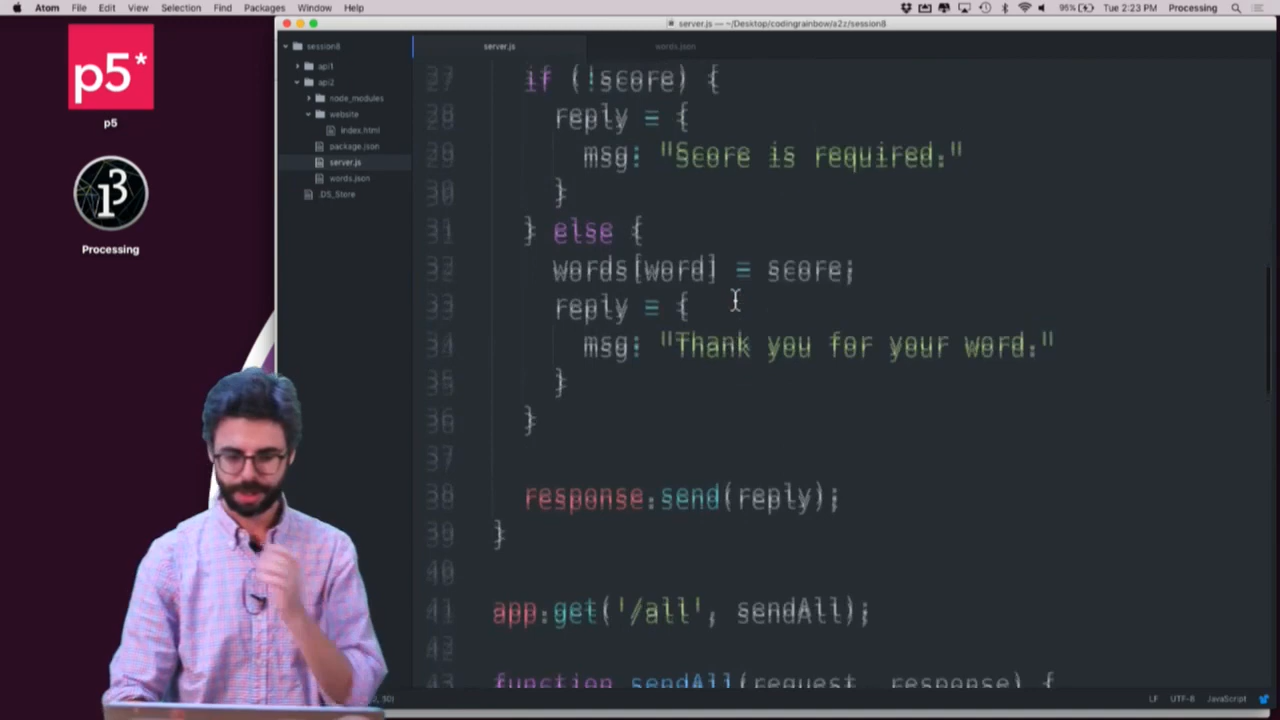 Atom File Edit View Selection Find Packages Window Help
95% Tue 2:23 PM Processing
server.js — ~/Desktop/codingrainbow/a2z/session8
p5*
p5
Processing
session8
api1
api2
node_modules
website
index.html
package.json
server.js
words.json
.DS_Store
server.js words.json
27 if (!score) {
28 reply = {
29 msg: "Score is required."
30 }
31 } else {
32 words[word] = score;
33 reply = {
34 msg: "Thank you for your word."
35 }
36 }
37
38 response.send(reply);
39 }
40
41 app.get('/all', sendAll);
42
43 function sendAll(request, response) {
LF UTF-8 JavaScript